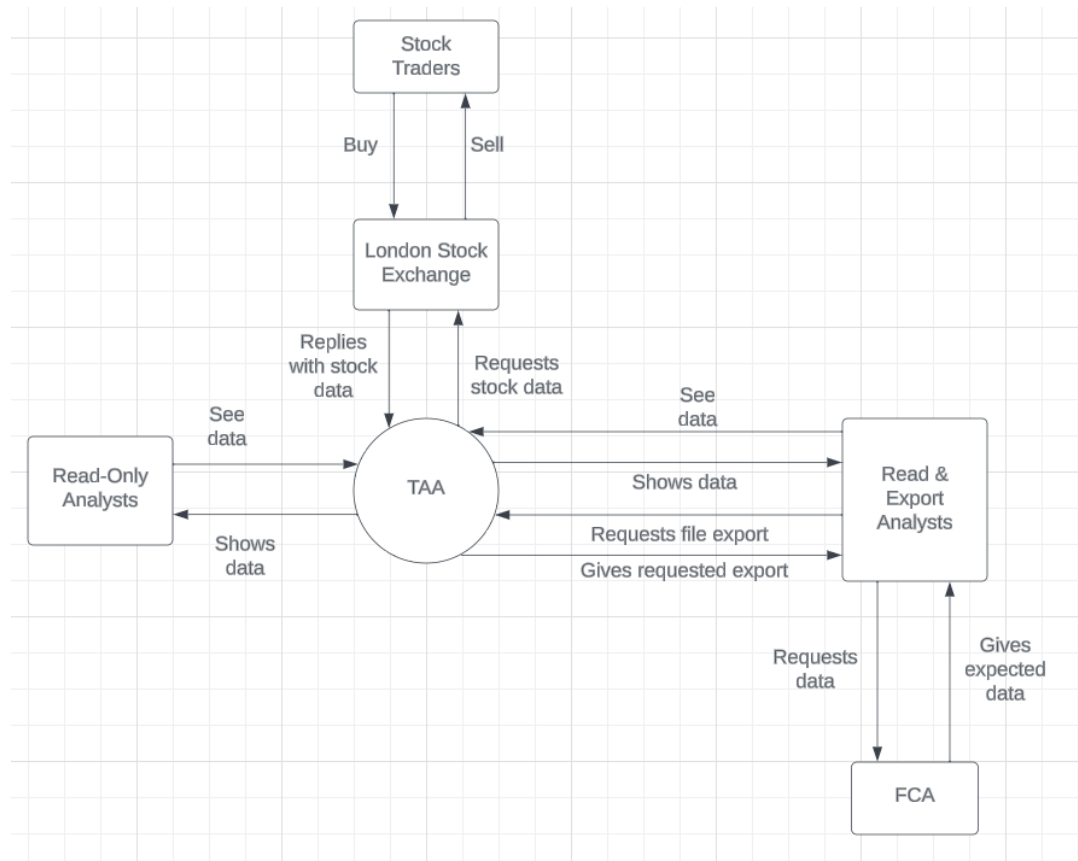 Stock
Traders
Buy
Sell
London Stock
Exchange
Replies
with stock
data
Requests
stock data
See
data
See
data
Read-Only
Analysts
TAA
Shows data
Read &
Export
Analysts
Requests file export
Shows
data
Gives requested export
Requests
data
Gives
expected
data
FCA